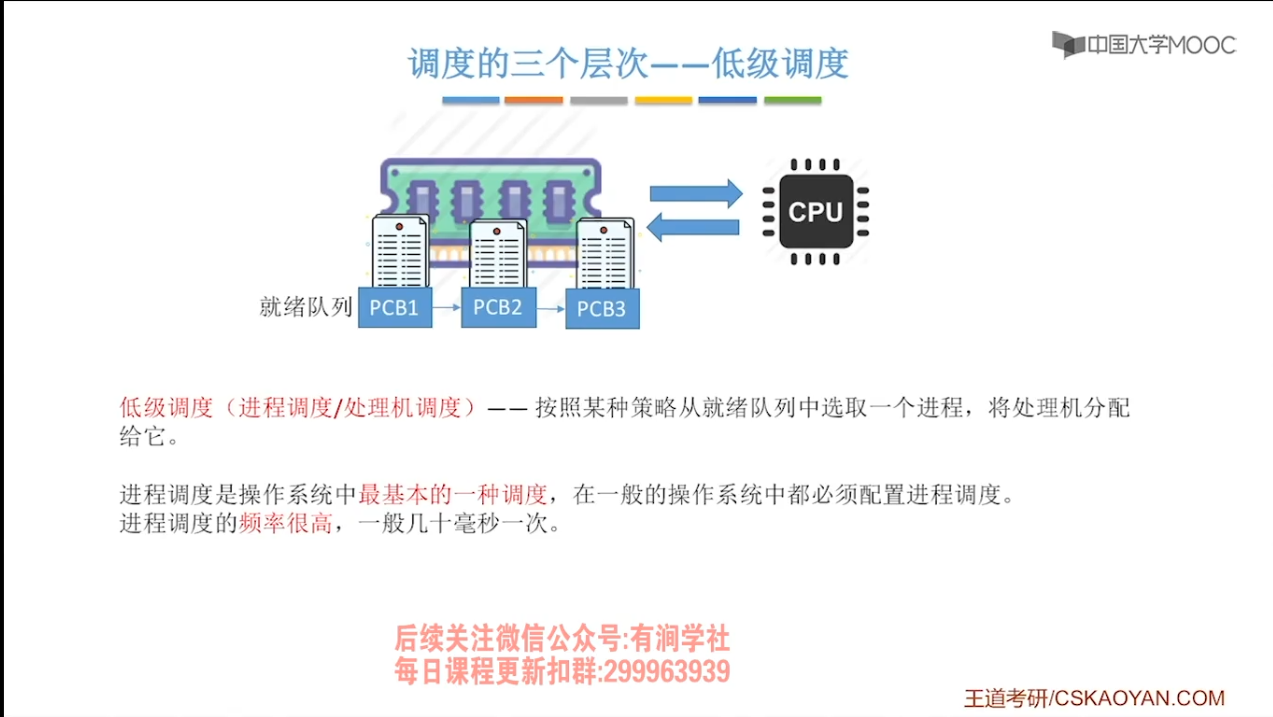 调度的三个层次——低级调度
中国大学MOOC
CPU
就绪队列
PCB1
PCB2
PCB3
低级调度（进程调度/处理机调度）—— 按照某种策略从就绪队列中选取一个进程，将处理机分配
给它。
进程调度是操作系统中最基本的一种调度，在一般的操作系统中都必须配置进程调度。
进程调度的频率很高，一般几十毫秒一次。
后续关注微信公众号:有涧学社
每日课程更新扣群:299963939
王道考研/CSKAOYAN.COM